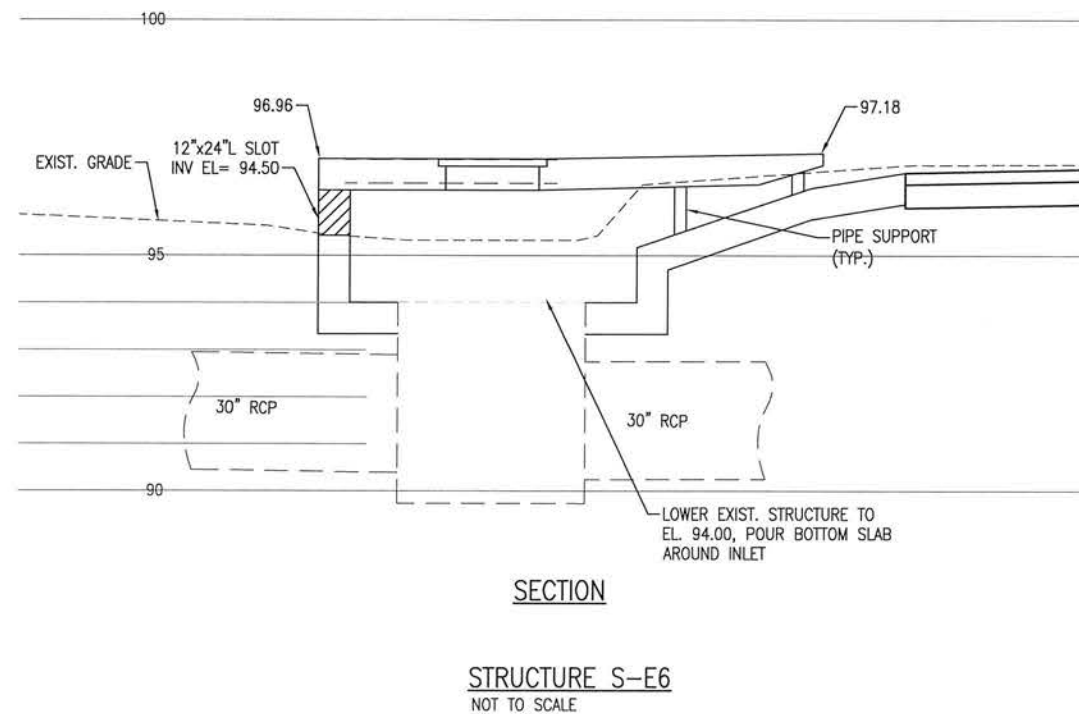 100
96.96
97.18
12"x24"L SLOT
INV EL= 94.50
EXIST. GRADE
PIPE SUPPORT
(TYP.)
95
30" RCP
30" RCP
90
LOWER EXIST. STRUCTURE TO
EL. 94.00, POUR BOTTOM SLAB
AROUND INLET
SECTION
STRUCTURE S-E6
NOT TO SCALE